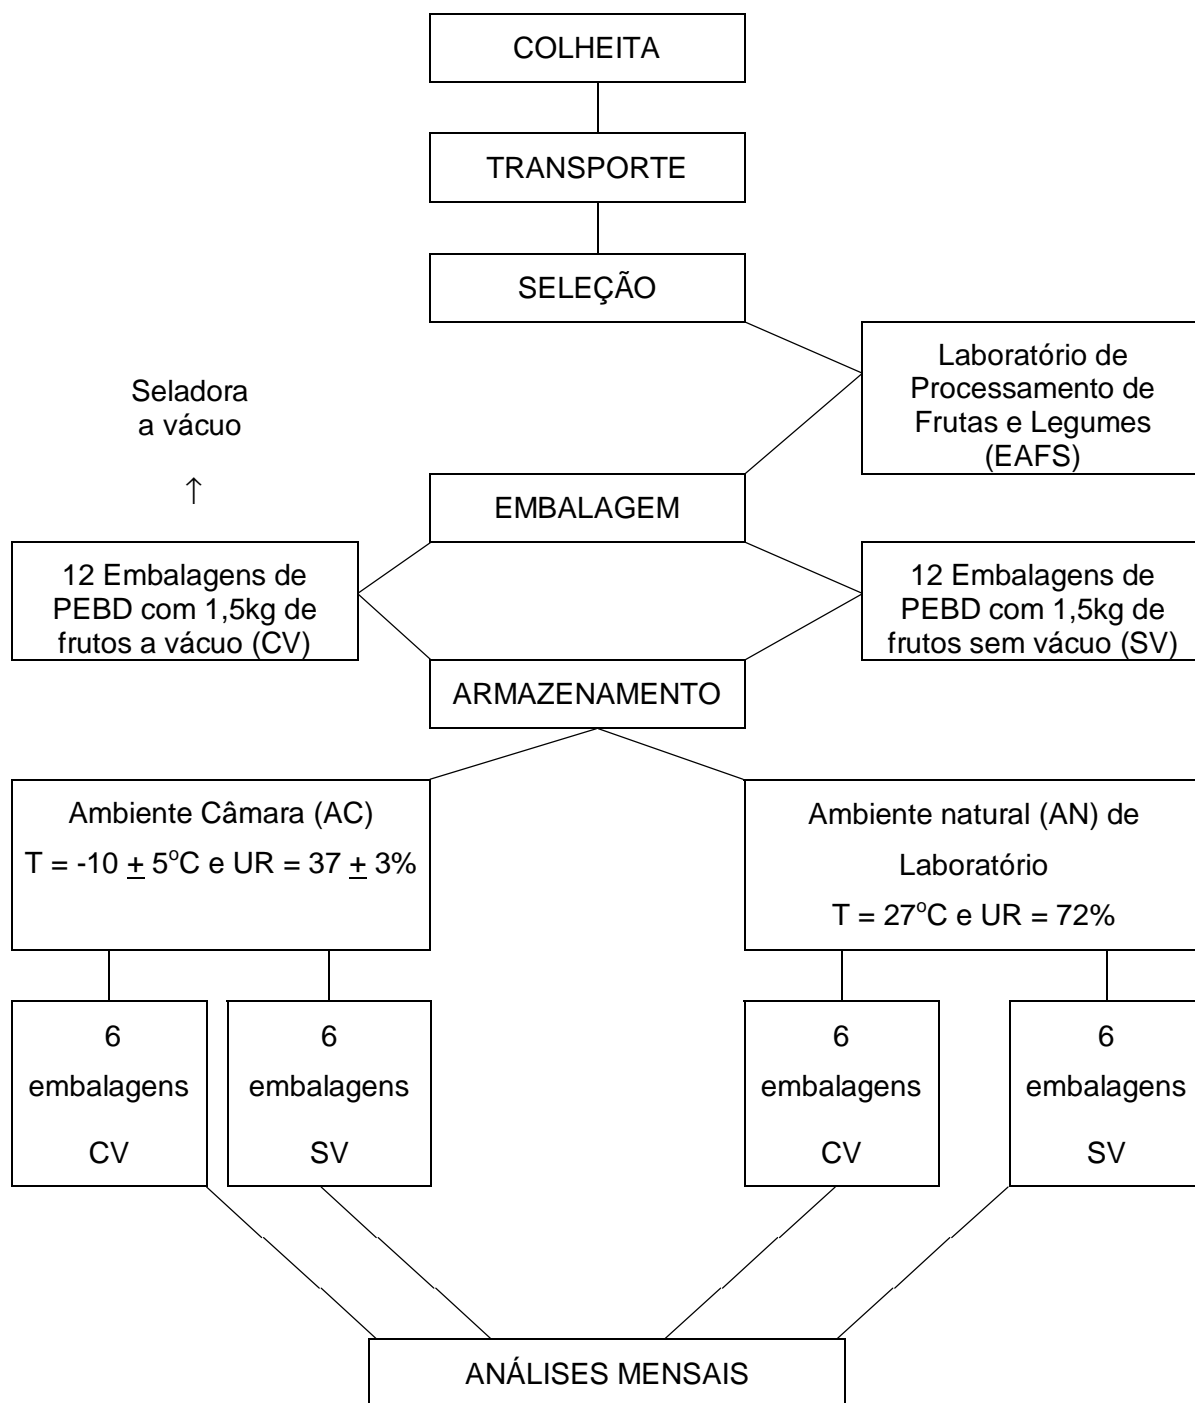 COLHEITA
TRANSPORTE
SELEÇÃO
Laboratório de
Processamento de
Frutas e Legumes
(EAFS)
Seladora
a vácuo
↑
EMBALAGEM
12 Embalagens de
PEBD com 1,5kg de
frutos a vácuo (CV)
12 Embalagens de
PEBD com 1,5kg de
frutos sem vácuo (SV)
ARMAZENAMENTO
Ambiente Câmara (AC)
T = -10 ± 5°C e UR = 37 ± 3%
Ambiente natural (AN) de
Laboratório
T = 27°C e UR = 72%
6
embalagens
CV
6
embalagens
SV
6
embalagens
CV
6
embalagens
SV
ANÁLISES MENSAIS